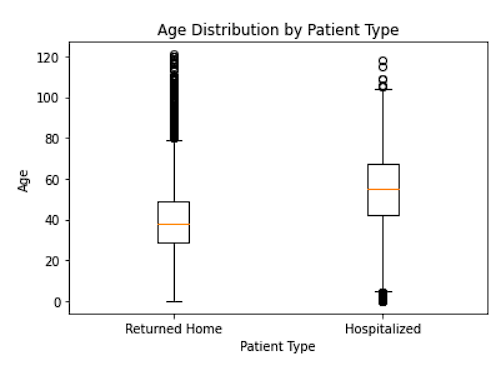 Age Distribution by Patient Type
120
100
80
60
40
20
0
Age
Returned Home
Hospitalized
Patient Type